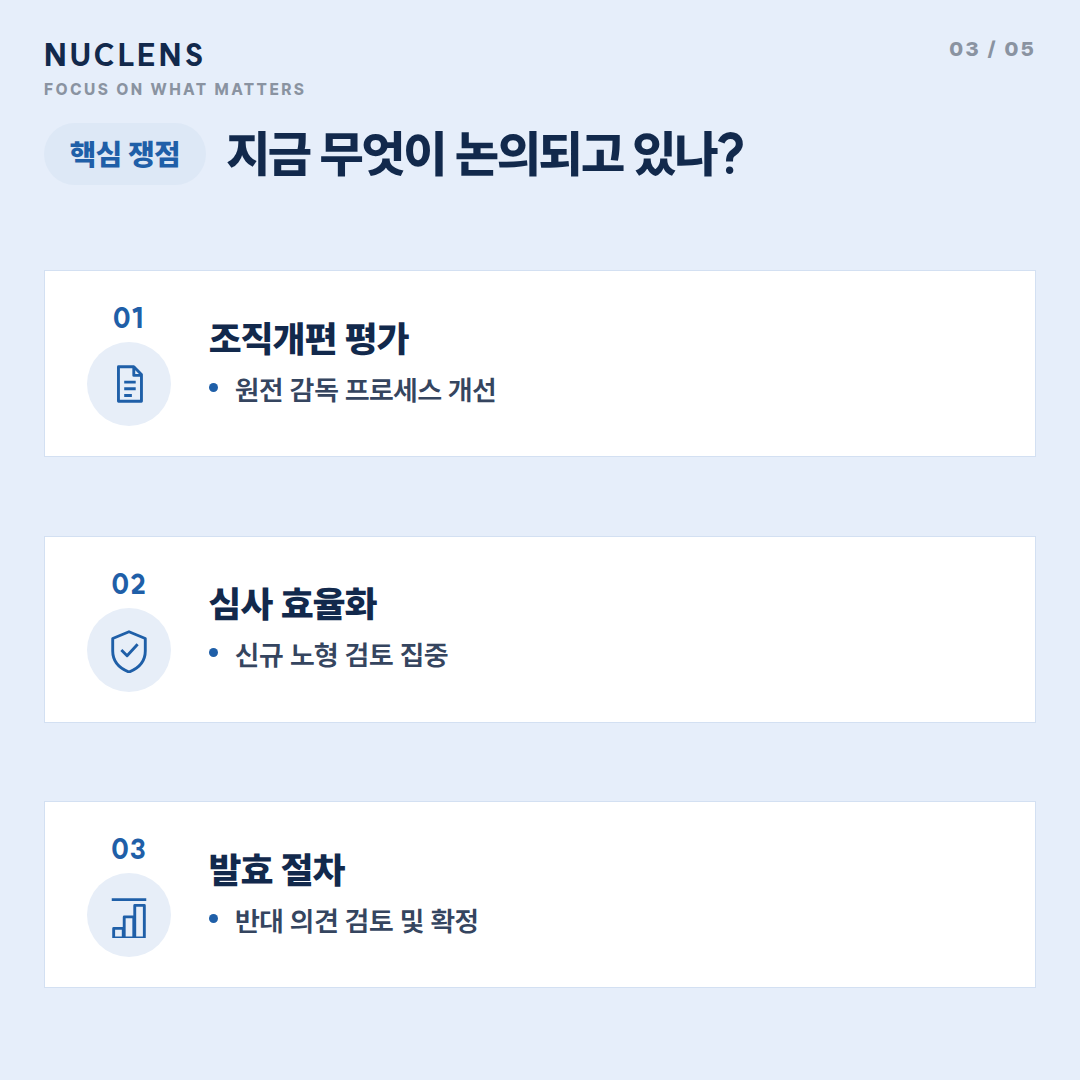 NUCLENS
03 / 05
FOCUS ON WHAT MATTERS
핵심 쟁점
지금 무엇이 논의되고 있나?
01
조직개편 평가
원전 감독 프로세스 개선
02
심사 효율화
신규 노형 검토 집중
03
발효 절차
반대 의견 검토 및 확정